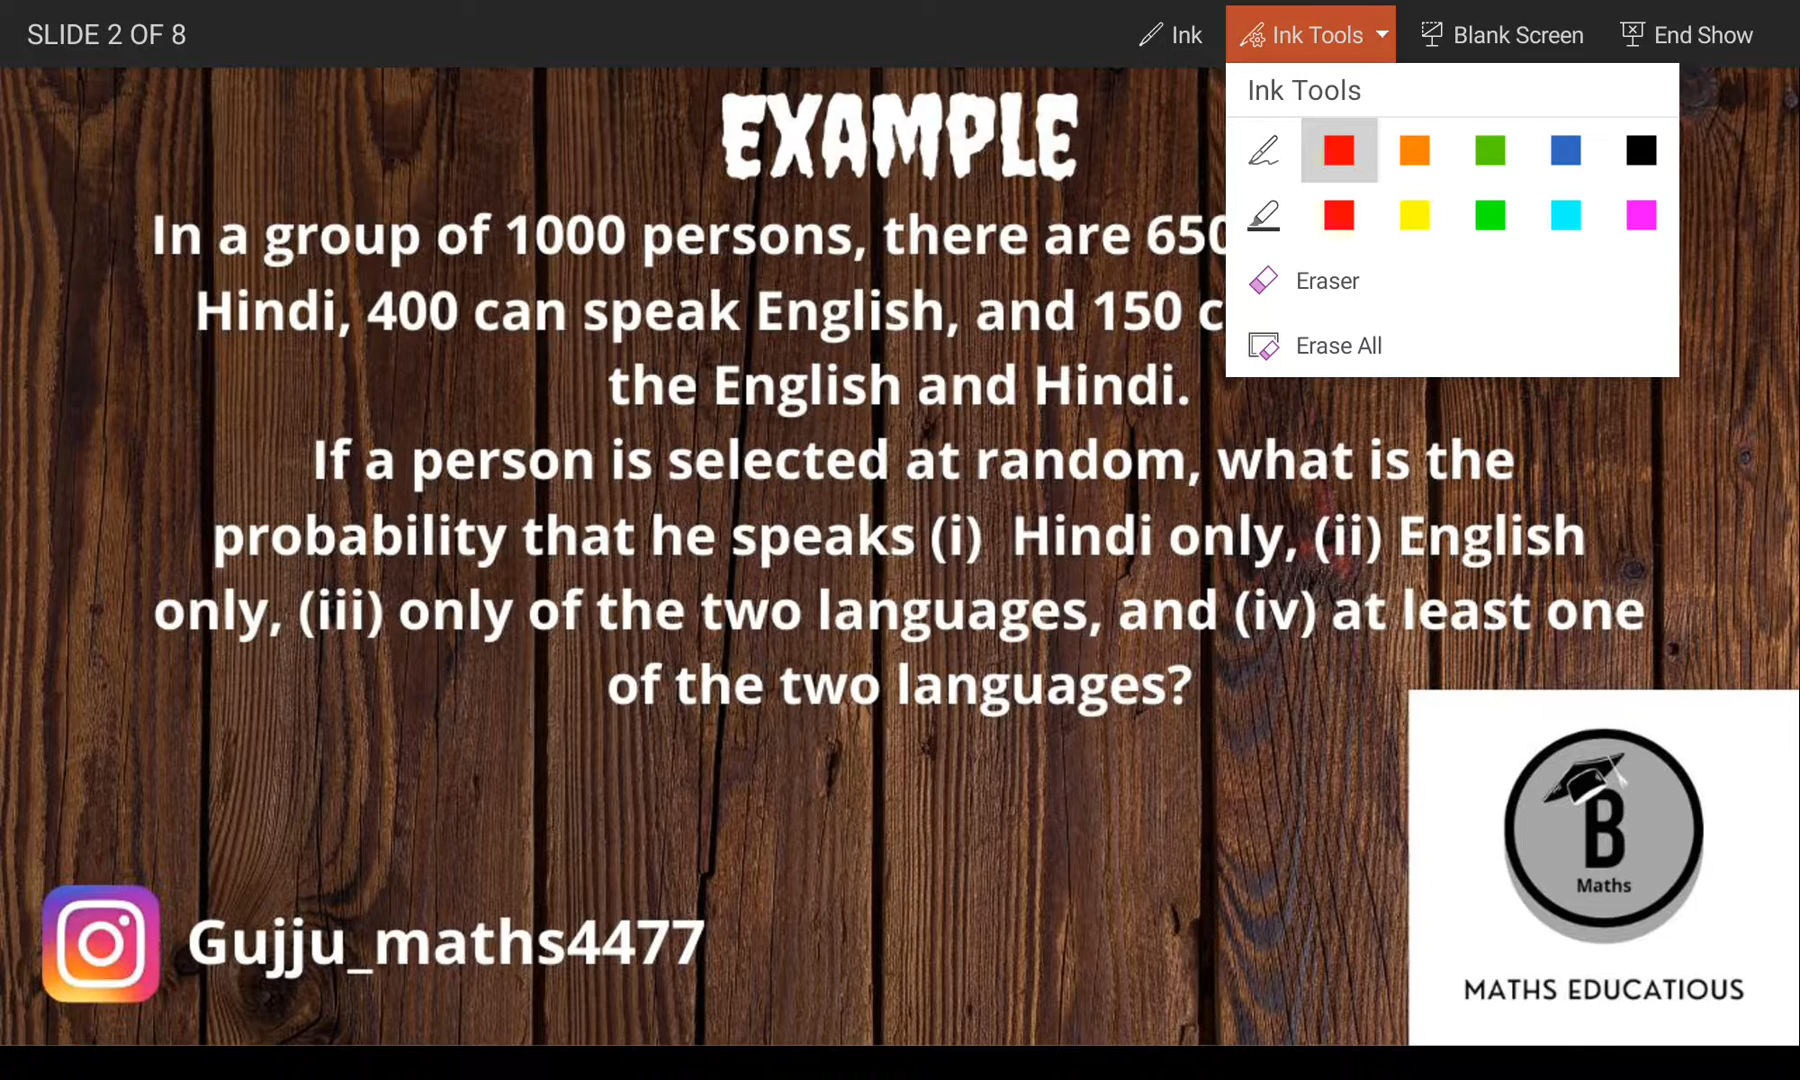 SLIDE 2 OF 8
Ink
Ink Tools
Blank Screen
End Show
Ink Tools
Eraser
Erase All
EXAMPLE
In a group of 1000 persons, there are 650
Hindi, 400 can speak English, and 150 c
the English and Hindi.
If a person is selected at random, what is the
probability that he speaks (i) Hindi only, (ii) English
only, (iii) only of the two languages, and (iv) at least one
of the two languages?
Gujju_maths4477
B
Maths
MATHS EDUCATIOUS